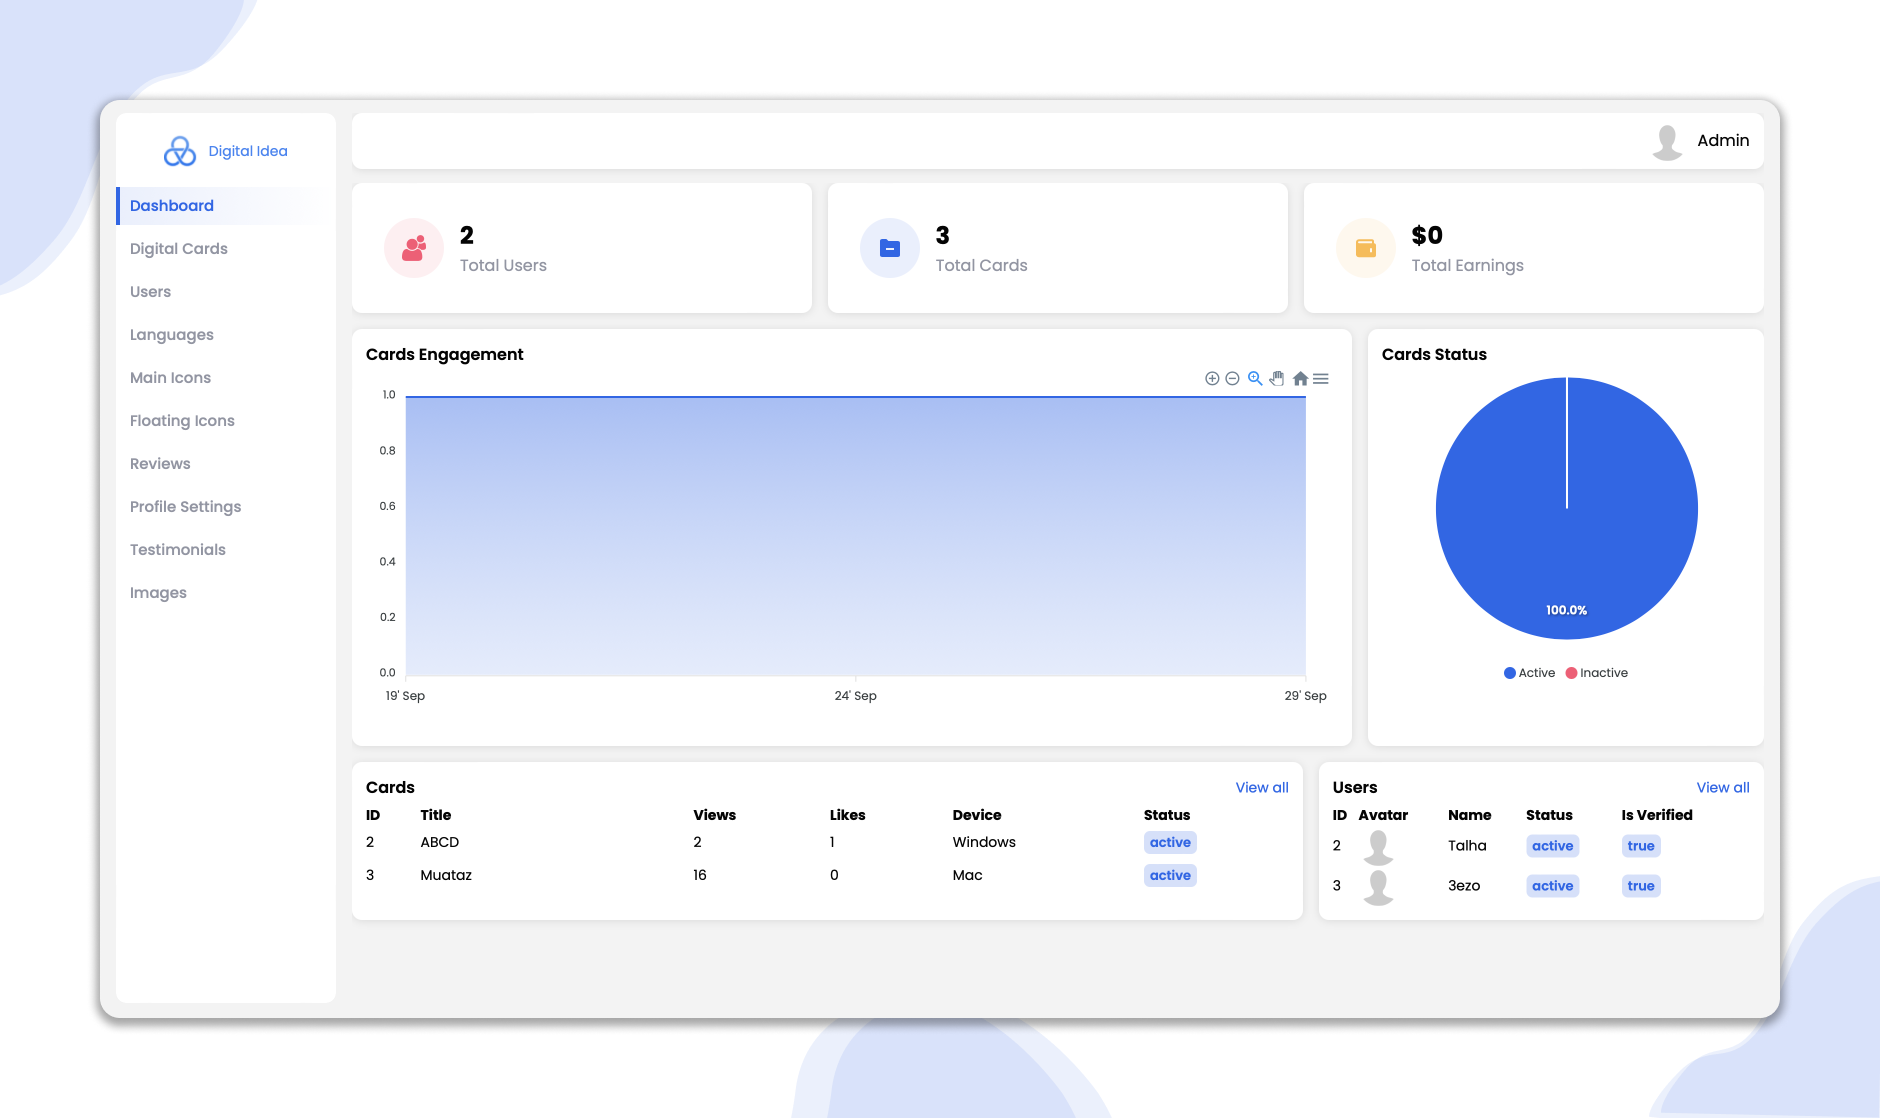 Digital Idea
Dashboard
Digital Cards
Users
Languages
Main Icons
Floating Icons
Reviews
Profile Settings
Testimonials
Images
Admin
2
Total Users
3
Total Cards
$0
Total Earnings
Cards Engagement
1.0
0.8
0.6
0.4
0.2
0.0
19' Sep 24' Sep 29' Sep
Cards Status
100.0%
Active Inactive
Cards View all
ID Title Views Likes Device Status
2 ABCD 2 1 Windows active
3 Muataz 16 0 Mac active
Users View all
ID Avatar Name Status Is Verified
2 Talha active true
3 3ezo active true